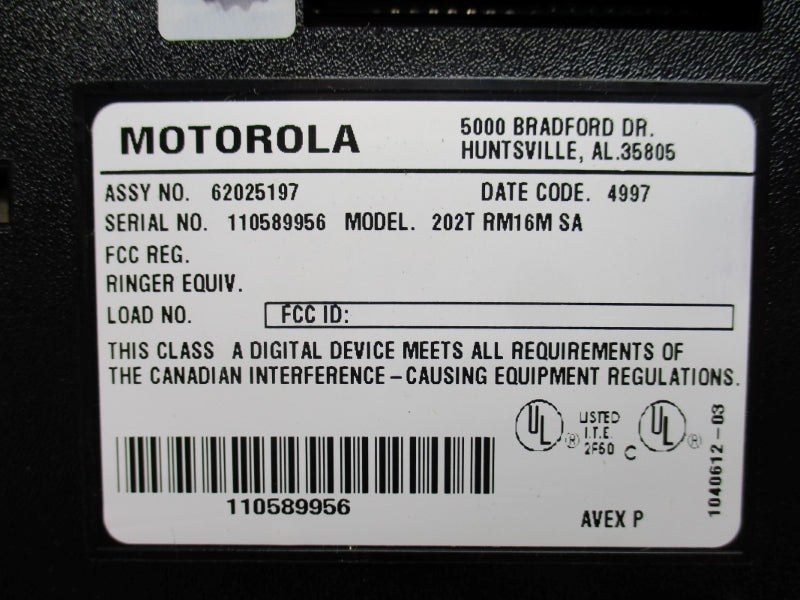 MOTOROLA
5000 BRADFORD DR.
HUNTSVILLE, AL.35805
ASSY NO. 62025197 DATE CODE. 4997
SERIAL NO. 110589956 MODEL. 202T RM16M SA
FCC REG.
RINGER EQUIV.
LOAD NO. FCC ID:
THIS CLASS A DIGITAL DEVICE MEETS ALL REQUIREMENTS OF
THE CANADIAN INTERFERENCE-CAUSING EQUIPMENT REGULATIONS.
UL ® LISTED C UL ®
I.T.E.
2F50
110589956
AVEX P
1040612-03